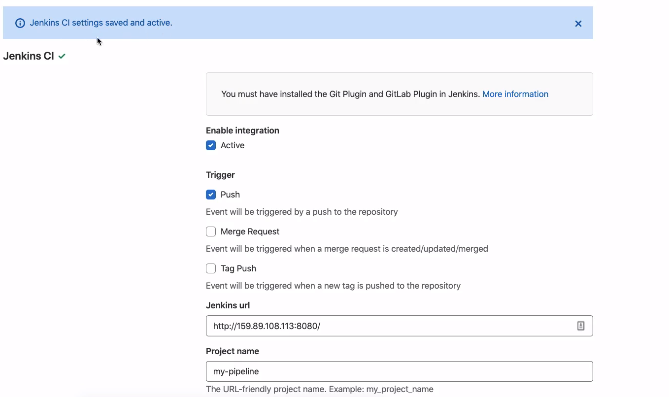 Jenkins CI settings saved and active.
Jenkins CI
You must have installed the Git Plugin and GitLab Plugin in Jenkins. More information
Enable integration
Active
Trigger
Push
Event will be triggered by a push to the repository
Merge Request
Event will be triggered when a merge request is created/updated/merged
Tag Push
Event will be triggered when a new tag is pushed to the repository
Jenkins url
http://159.89.108.113:8080/
Project name
my-pipeline
The URL-friendly project name. Example: my_project_name